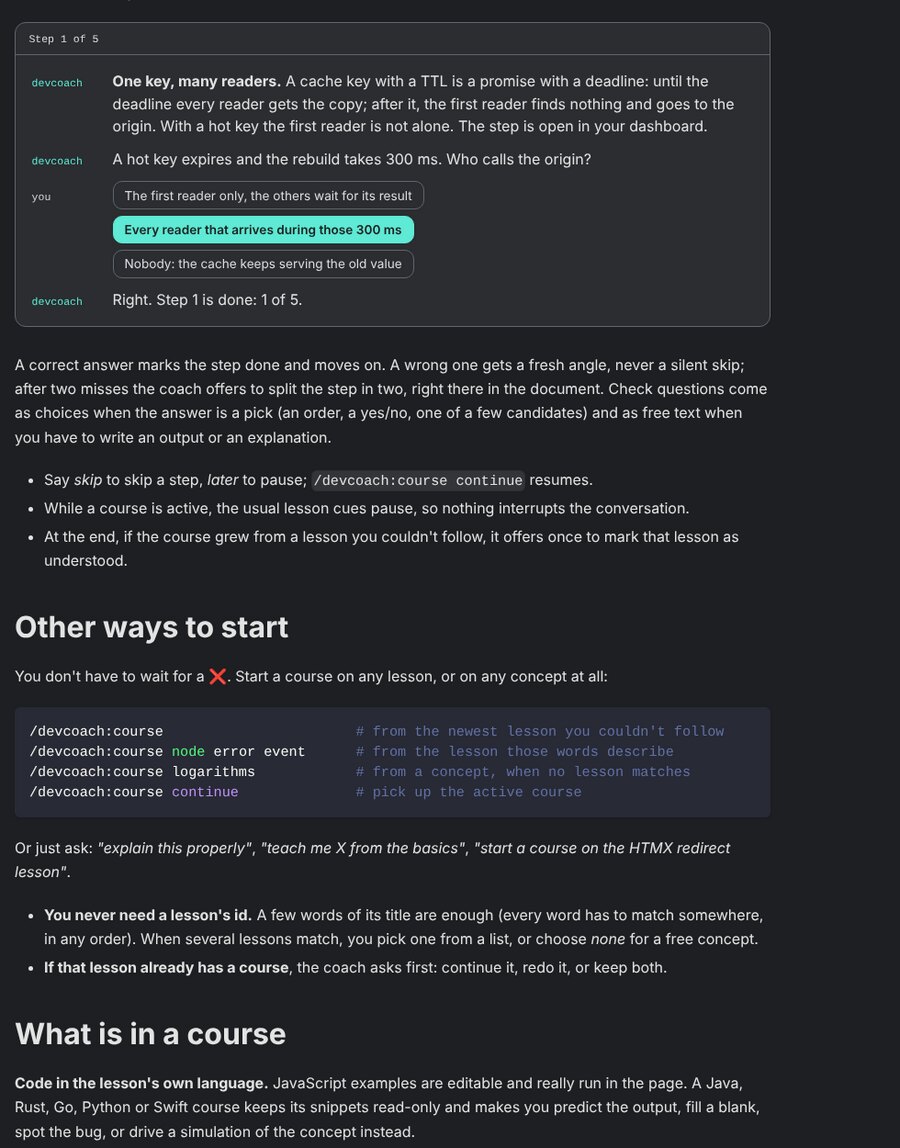 Step 1 of 5
devcoach One key, many readers. A cache key with a TTL is a promise with a deadline: until the
deadline every reader gets the copy; after it, the first reader finds nothing and goes to the
origin. With a hot key the first reader is not alone. The step is open in your dashboard.
devcoach A hot key expires and the rebuild takes 300 ms. Who calls the origin?
you The first reader only, the others wait for its result
Every reader that arrives during those 300 ms
Nobody: the cache keeps serving the old value
devcoach Right. Step 1 is done: 1 of 5.
A correct answer marks the step done and moves on. A wrong one gets a fresh angle, never a silent skip;
after two misses the coach offers to split the step in two, right there in the document. Check questions come
as choices when the answer is a pick (an order, a yes/no, one of a few candidates) and as free text when
you have to write an output or an explanation.
• Say skip to skip a step, later to pause; /devcoach:course continue resumes.
• While a course is active, the usual lesson cues pause, so nothing interrupts the conversation.
• At the end, if the course grew from a lesson you couldn't follow, it offers once to mark that lesson as
understood.
Other ways to start
You don't have to wait for a ❌. Start a course on any lesson, or on any concept at all:
/devcoach:course # from the newest lesson you couldn't follow
/devcoach:course node error event # from the lesson those words describe
/devcoach:course logarithms # from a concept, when no lesson matches
/devcoach:course continue # pick up the active course
Or just ask: "explain this properly", "teach me X from the basics", "start a course on the HTMX redirect
lesson".
• You never need a lesson's id. A few words of its title are enough (every word has to match somewhere,
in any order). When several lessons match, you pick one from a list, or choose none for a free concept.
• If that lesson already has a course, the coach asks first: continue it, redo it, or keep both.
What is in a course
Code in the lesson's own language. JavaScript examples are editable and really run in the page. A Java,
Rust, Go, Python or Swift course keeps its snippets read-only and makes you predict the output, fill a blank,
spot the bug, or drive a simulation of the concept instead.